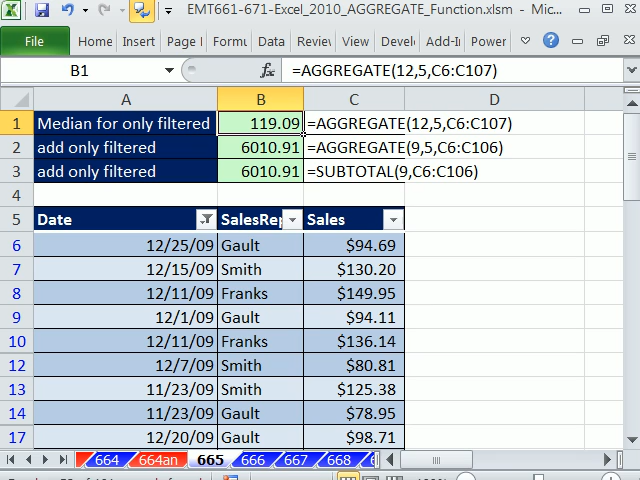 EMT661-671-Excel_2010_AGGREGATE_Function.xlsm - Mic...
File Home Insert Page Form Data Reviev View Deve Add-I Power
B1 fx =AGGREGATE(12,5,C6:C107)
A B C D
1 Median for only filtered 119.09 =AGGREGATE(12,5,C6:C107)
2 add only filtered 6010.91 =AGGREGATE(9,5,C6:C106)
3 add only filtered 6010.91 =SUBTOTAL(9,C6:C106)
4
5 Date SalesRep Sales
6 12/25/09 Gault $94.69
7 12/15/09 Smith $130.20
8 12/11/09 Franks $149.95
9 12/1/09 Gault $94.11
10 12/11/09 Franks $136.14
12 12/7/09 Smith $80.81
13 11/23/09 Smith $125.38
14 11/23/09 Gault $78.95
17 12/20/09 Gault $98.71
664 664an 665 666 667 668